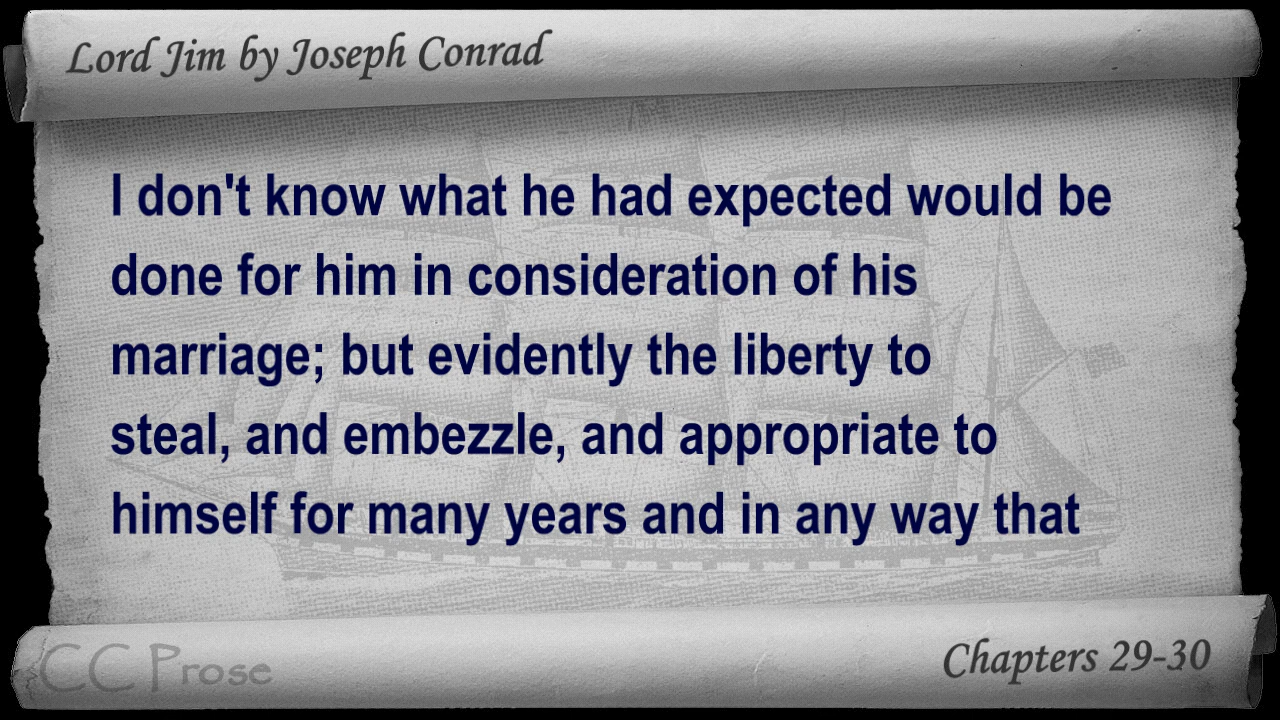 Lord Jim by Joseph Conrad
I don't know what he had expected would be
done for him in consideration of his
marriage; but evidently the liberty to
steal, and embezzle, and appropriate to
himself for many years and in any way that
CC Prose
Chapters 29-30